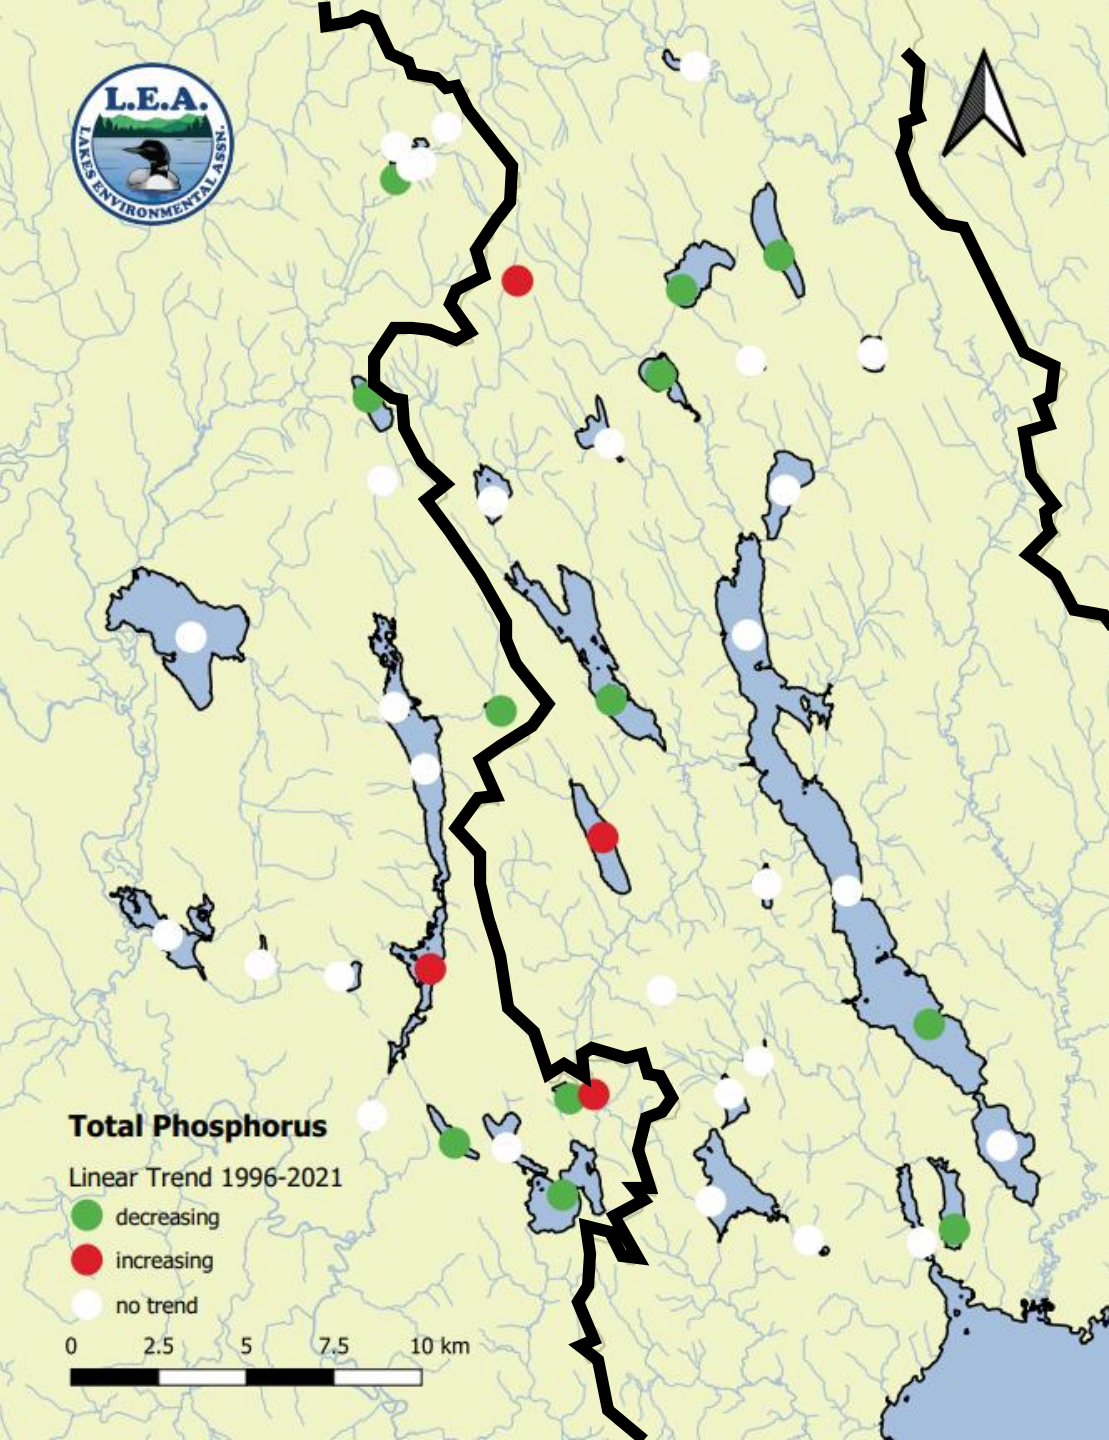 L.E.A.
LAKES ENVIRONMENTAL ASSN.
Total Phosphorus
Linear Trend 1996-2021
decreasing
increasing
no trend
0 2.5 5 7.5 10 km